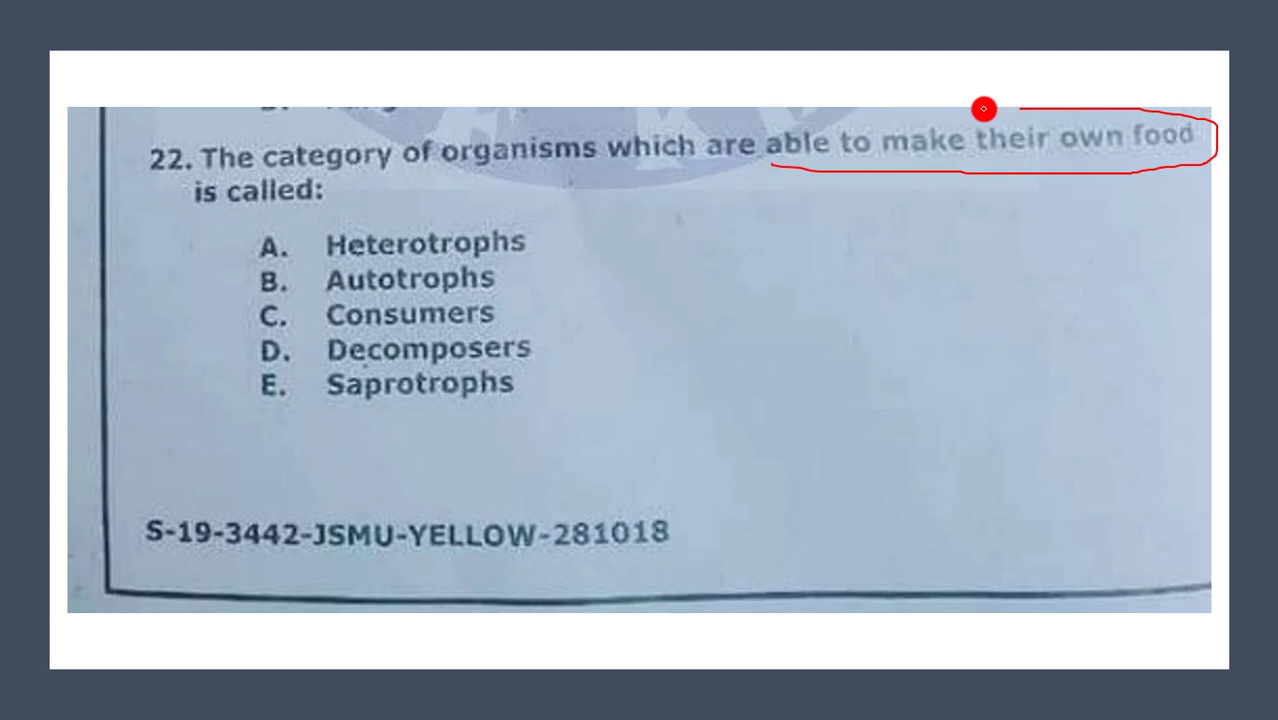 22. The category of organisms which are able to make their own food
is called:
A. Heterotrophs
B. Autotrophs
C. Consumers
D. Decomposers
E. Saprotrophs
S-19-3442-JSMU-YELLOW-281018